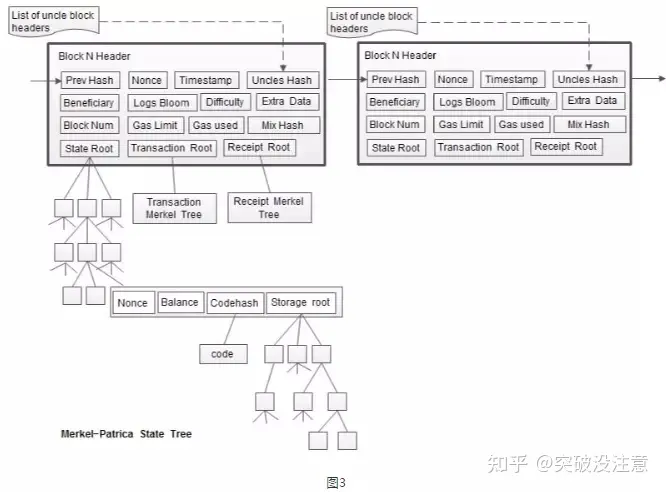 List of uncle block
headers
List of uncle block
headers
Block N Header
Prev Hash
Nonce
Timestamp
Uncles Hash
Beneficiary
Logs Bloom
Difficulty
Extra Data
Block Num
Gas Limit
Gas used
Mix Hash
State Root
Transaction Root
Receipt Root
Block N Header
Prev Hash
Nonce
Timestamp
Uncles Hash
Beneficiary
Logs Bloom
Difficulty
Extra Data
Block Num
Gas Limit
Gas used
Mix Hash
State Root
Transaction Root
Receipt Root
Transaction
Merkel Tree
Receipt Merkel
Tree
Nonce
Balance
Codehash
Storage root
code
Merkel-Patrica State Tree
知乎 @突破没注意
图3